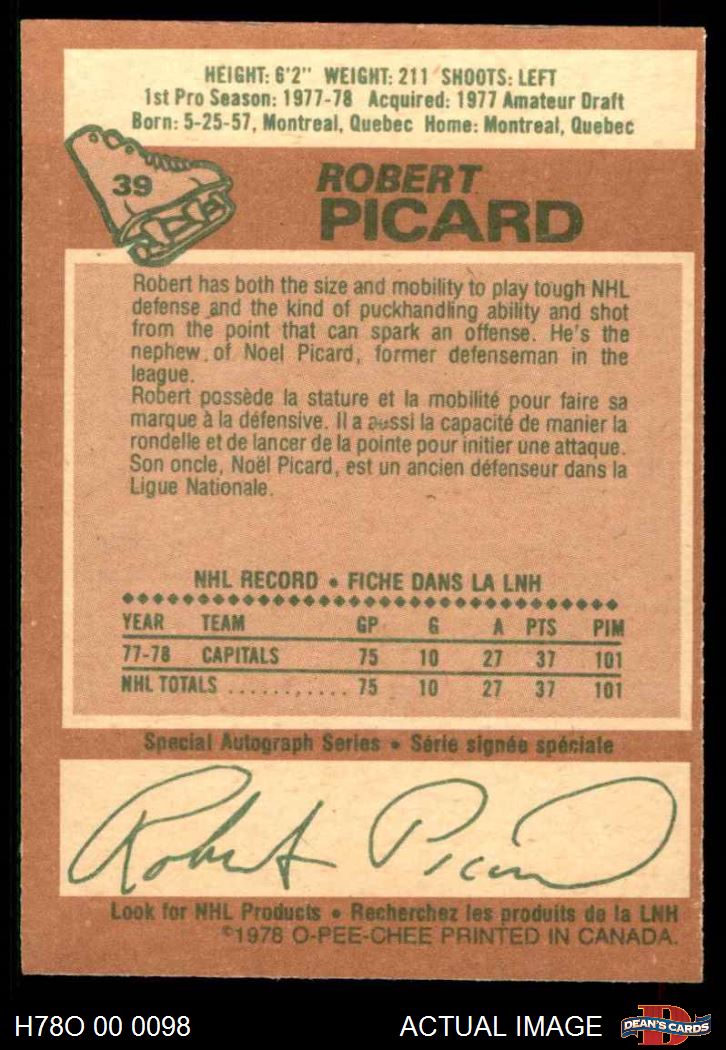 HEIGHT: 6'2" WEIGHT: 211 SHOOTS: LEFT
1st Pro Season: 1977-78 Acquired: 1977 Amateur Draft
Born: 5-25-57, Montreal, Quebec Home: Montreal, Quebec
39
ROBERT
PICARD
Robert has both the size and mobility to play tough NHL
defense and the kind of puckhandling ability and shot
from the point that can spark an offense. He's the
nephew of Noel Picard, former defenseman in the
league.
Robert possède la stature et la mobilité pour faire sa
marque à la défensive. Il a aussi la capacité de manier la
rondelle et de lancer de la pointe pour initier une attaque.
Son oncle, Noël Picard, est un ancien défenseur dans la
Ligue Nationale.
NHL RECORD • FICHE DANS LA LNH
YEAR TEAM GP G A PTS PIM
77-78 CAPITALS 75 10 27 37 101
NHL TOTALS ............ 75 10 27 37 101
Special Autograph Series • Série signée spéciale
Robert Picard
Look for NHL Products • Recherchez les produits de la LNH
©1978 O-PEE-CHEE PRINTED IN CANADA.
H78O 00 0098 ACTUAL IMAGE
D
DEAN'S CARDS